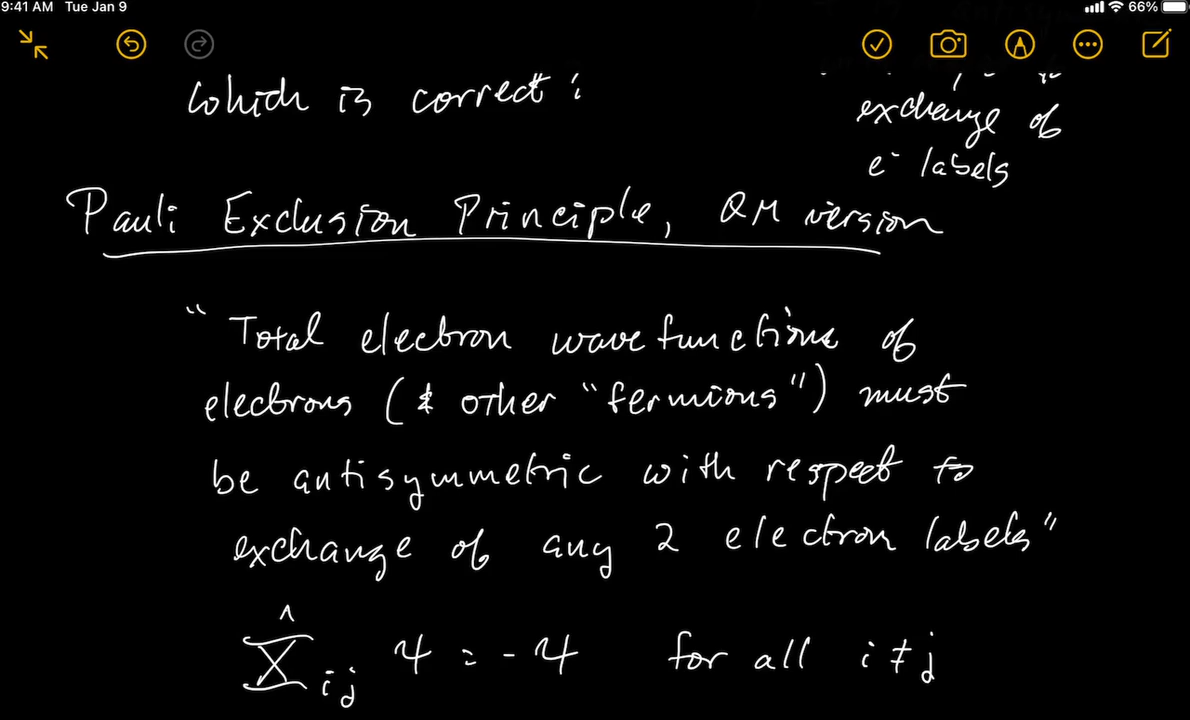 9:41 AM Tue Jan 9
66%
which is correct?
exchange of
e⁻ labels
Pauli Exclusion Principle, QM version
"Total electron wavefunctions of
electrons (& other "fermions") must
be antisymmetric with respect to
exchange of any 2 electron labels"
X̂ij Ψ = -Ψ for all i ≠ j